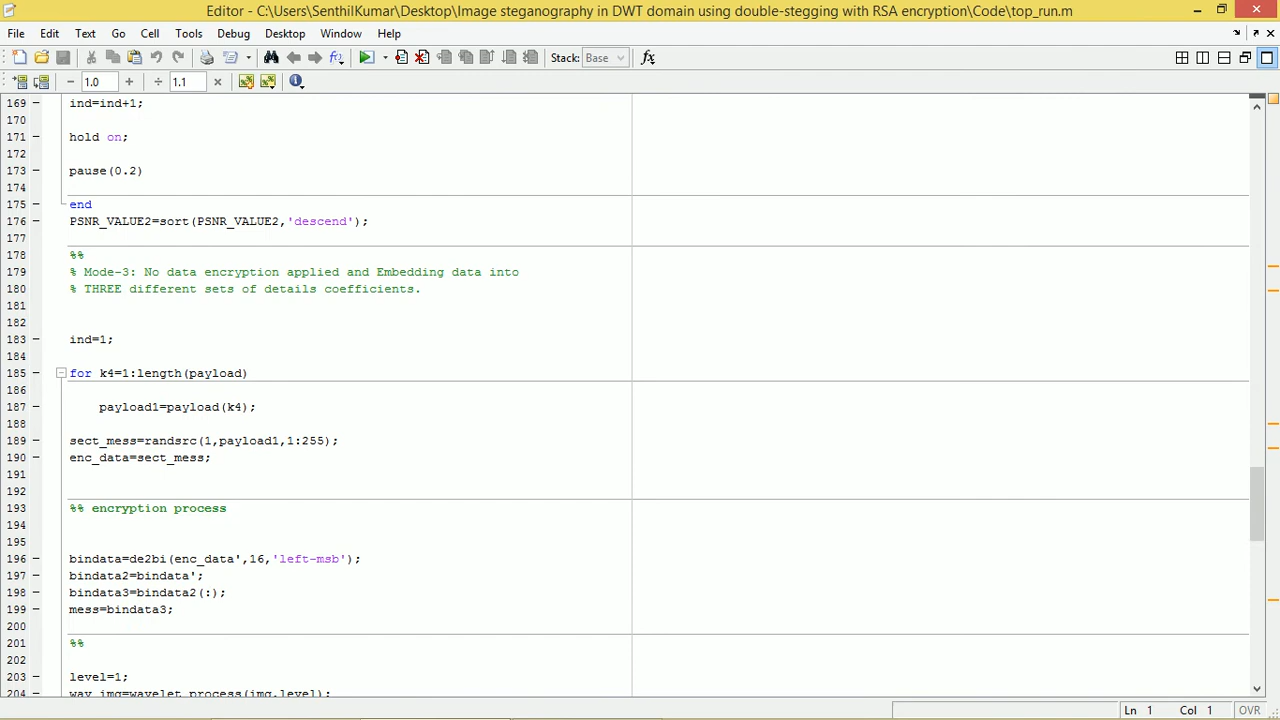 Editor - C:\Users\SenthilKumar\Desktop\Image steganography in DWT domain using double-stegging with RSA encryption\Code\top_run.m
File Edit Text Go Cell Tools Debug Desktop Window Help
Stack: Base fx
− 1.0 + ÷ 1.1 ×
169 – ind=ind+1;
170
171 – hold on;
172
173 – pause(0.2)
174
175 – end
176 – PSNR_VALUE2=sort(PSNR_VALUE2,'descend');
177
178 %%
179 % Mode-3: No data encryption applied and Embedding data into
180 % THREE different sets of details coefficients.
181
182
183 – ind=1;
184
185 – for k4=1:length(payload)
186
187 – payload1=payload(k4);
188
189 – sect_mess=randsrc(1,payload1,1:255);
190 – enc_data=sect_mess;
191
192
193 %% encryption process
194
195
196 – bindata=de2bi(enc_data',16,'left-msb');
197 – bindata2=bindata';
198 – bindata3=bindata2(:);
199 – mess=bindata3;
200
201 %%
202
203 – level=1;
204 – wav_img=wavelet_process(img,level);
Ln 1 Col 1 OVR